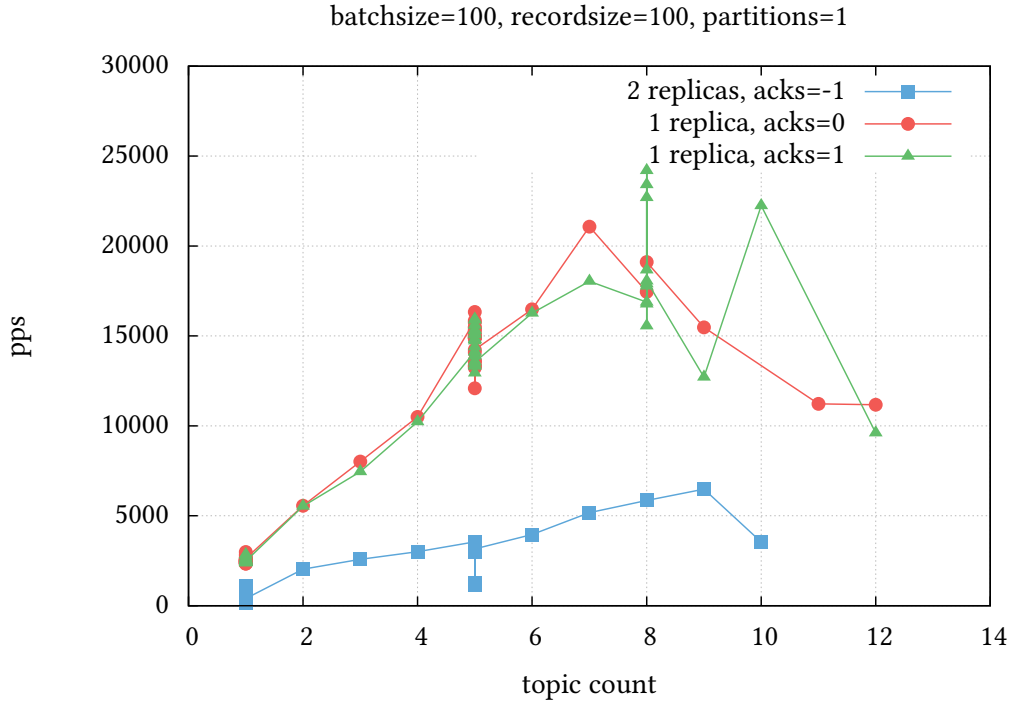 batchsize=100, recordsize=100, partitions=1
30000
25000
20000
15000
10000
5000
0
pps
2 replicas, acks=-1
1 replica, acks=0
1 replica, acks=1
0 2 4 6 8 10 12 14
topic count